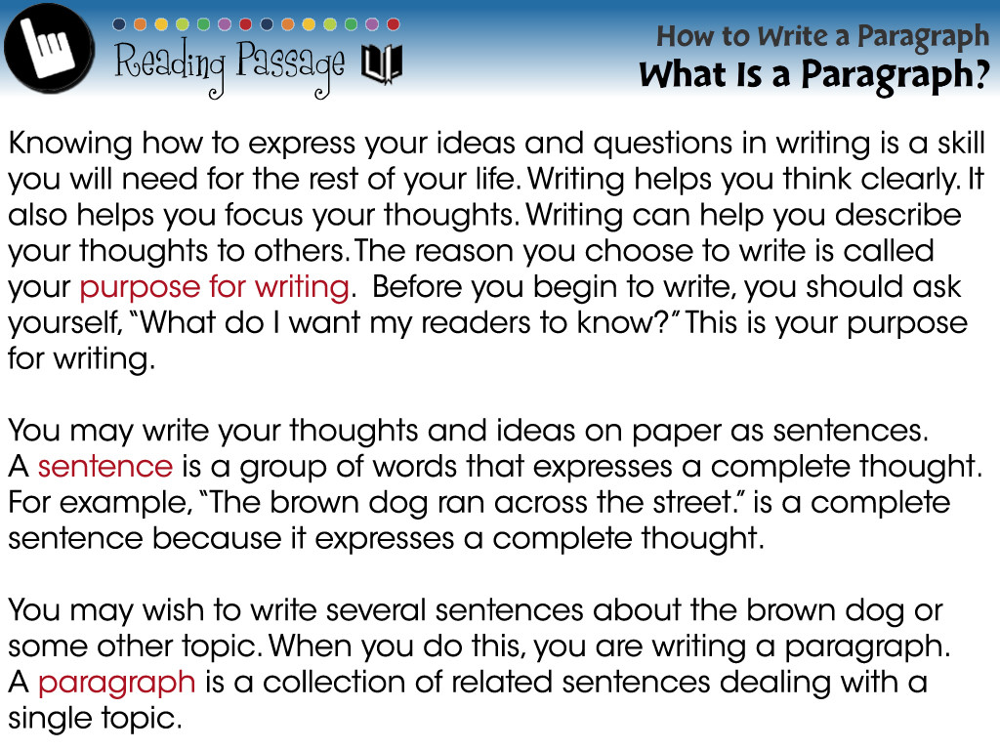 Reading Passage
How to Write a Paragraph
What Is a Paragraph?
Knowing how to express your ideas and questions in writing is a skill
you will need for the rest of your life. Writing helps you think clearly. It
also helps you focus your thoughts. Writing can help you describe
your thoughts to others. The reason you choose to write is called
your purpose for writing.  Before you begin to write, you should ask
yourself, “What do I want my readers to know?” This is your purpose
for writing.
You may write your thoughts and ideas on paper as sentences.
A sentence is a group of words that expresses a complete thought.
For example, “The brown dog ran across the street.” is a complete
sentence because it expresses a complete thought.
You may wish to write several sentences about the brown dog or
some other topic. When you do this, you are writing a paragraph.
A paragraph is a collection of related sentences dealing with a
single topic.